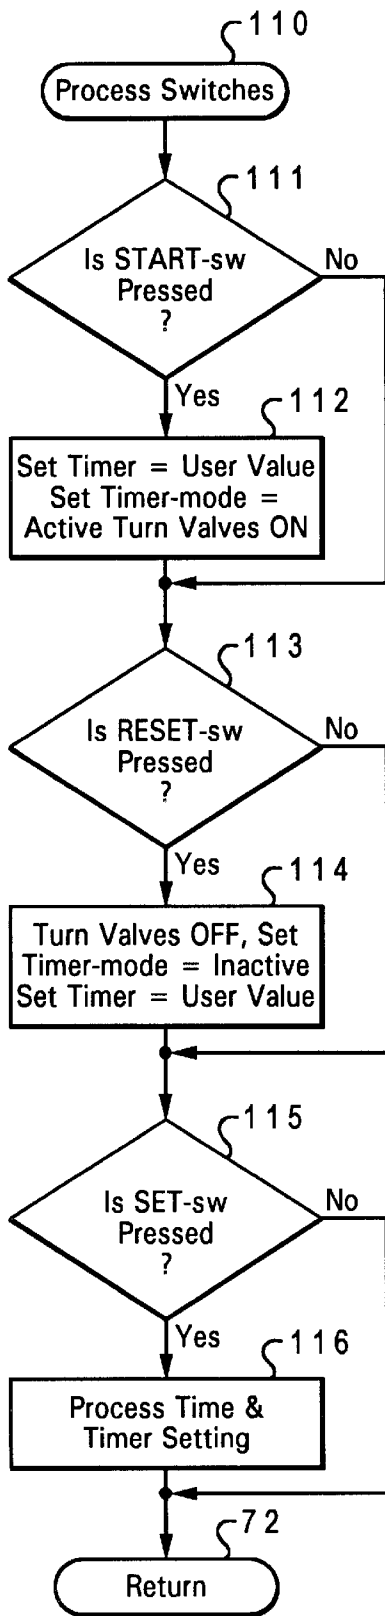 110
Process Switches
111
Is START-sw
Pressed
?
No
Yes
112
Set Timer = User Value
Set Timer-mode =
Active Turn Valves ON
113
Is RESET-sw
Pressed
?
No
Yes
114
Turn Valves OFF, Set
Timer-mode = Inactive
Set Timer = User Value
115
Is SET-sw
Pressed
?
No
Yes
116
Process Time &
Timer Setting
72
Return